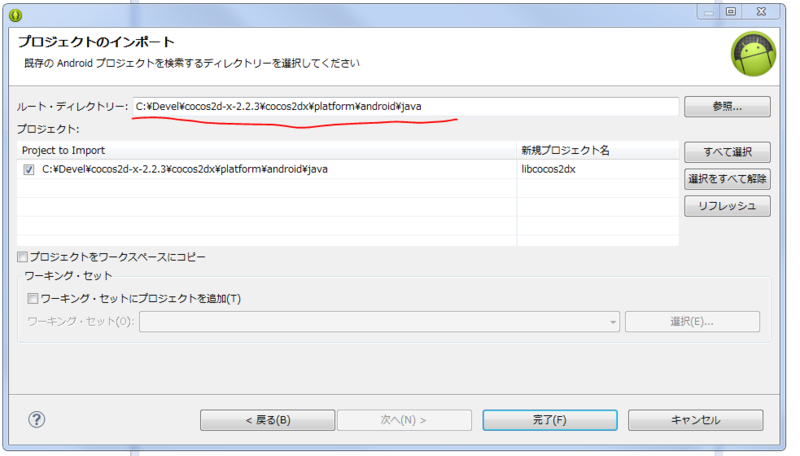 プロジェクトのインポート
既存の Android プロジェクトを検索するディレクトリーを選択してください
ルート・ディレクトリー: C:¥Devel¥cocos2d-x-2.2.3¥cocos2dx¥platform¥android¥java 参照...
プロジェクト:
Project to Import 新規プロジェクト名 すべて選択
C:¥Devel¥cocos2d-x-2.2.3¥cocos2dx¥platform¥android¥java libcocos2dx 選択をすべて解除
リフレッシュ
プロジェクトをワークスペースにコピー
ワーキング・セット
ワーキング・セットにプロジェクトを追加(T)
ワーキング・セット(O): 選択(E)...
? < 戻る(B) 次へ(N) > 完了(F) キャンセル